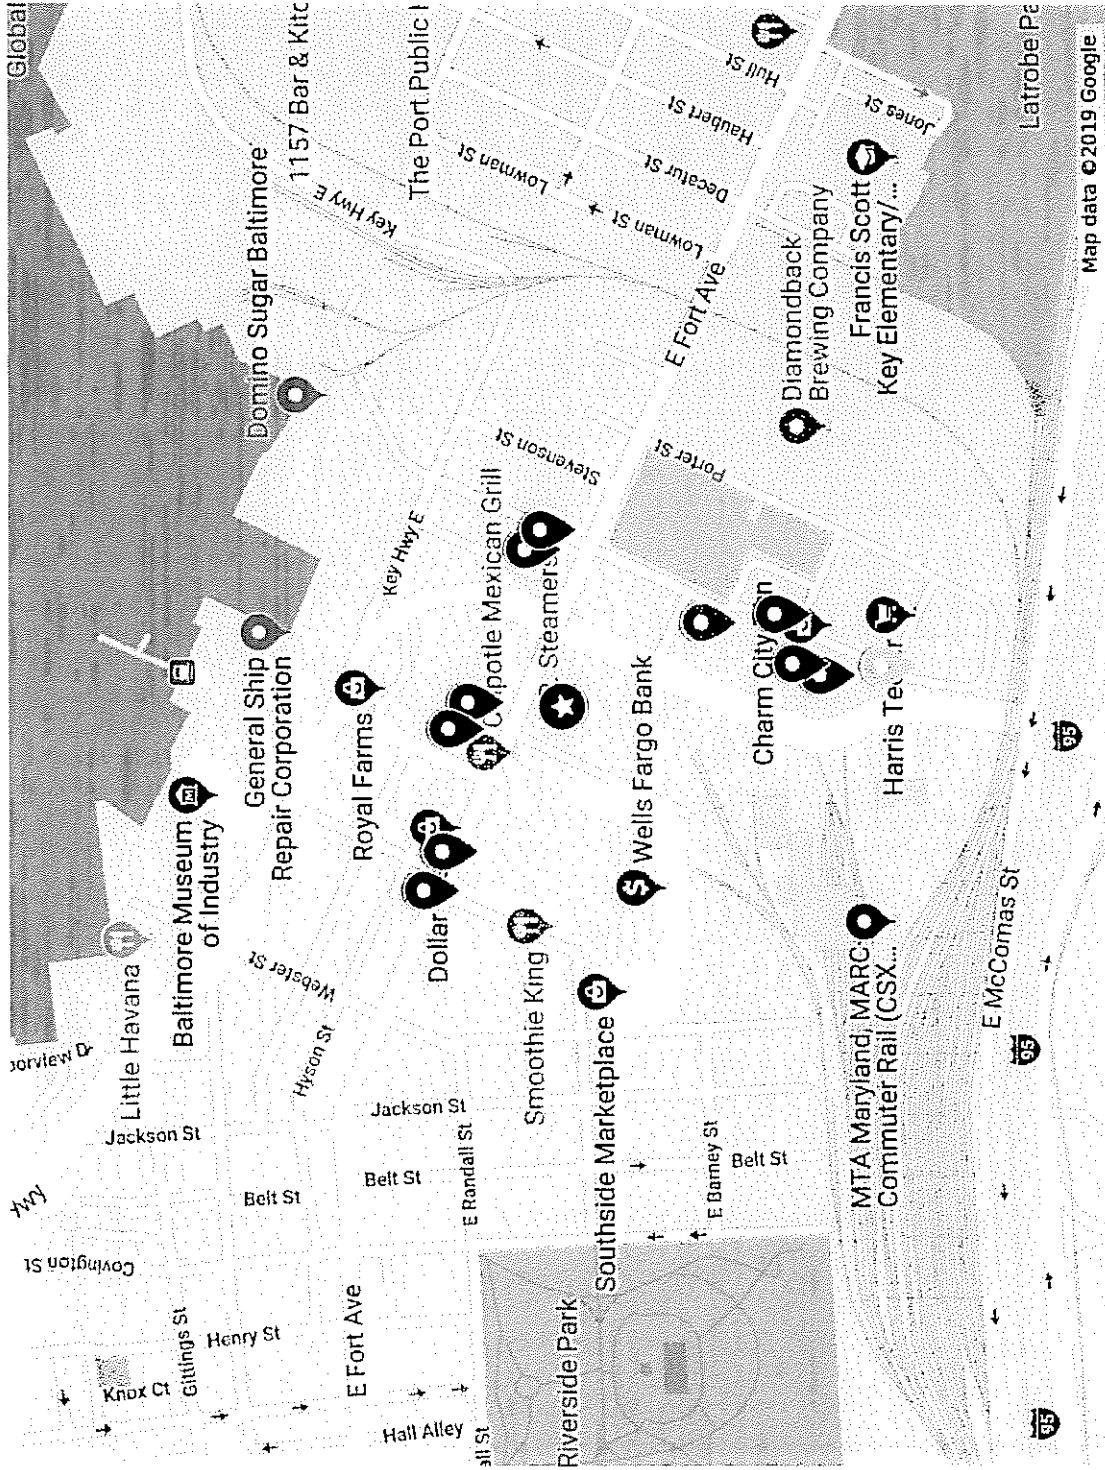 Global
Covington St
Little Havana
Jackson St
Knox Ct
Baltimore Museum
of Industry
Gittings St
Henry St
Belt St
Webster St
General Ship
Repair Corporation
Domino Sugar Baltimore
1157 Bar & Kitc
Hyson St
Key Hwy E
E Fort Ave
Royal Farms
Belt St
Jackson St
Key Hwy E
The Port Public
Hall Alley
Dollar
E Randall St
Chipotle Mexican Grill
Lowman St
Smoothie King
Steamers
Stevenson St
Riverside Park
Southside Marketplace
Wells Fargo Bank
Lowman St
Decatur St
Haubert St
Hull St
E Fort Ave
Porter St
E Barney St
Belt St
Charm City
Diamondback
Brewing Company
MTA Maryland, MARC
Commuter Rail (CSX...
Harris Te
Francis Scott
Key Elementary/...
Jones St
E McComas St
95
95
95
Latrobe Pa
Map data ©2019 Google